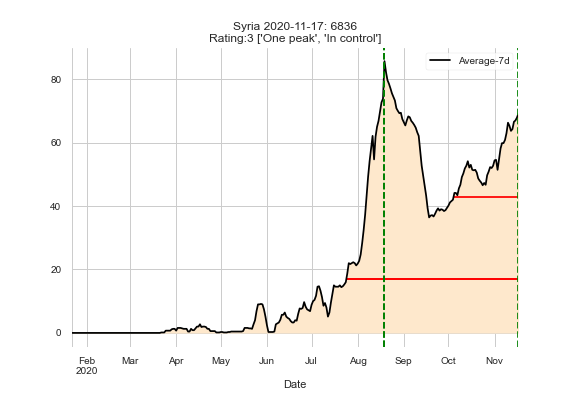 Syria 2020-11-17: 6836
Rating:3 ['One peak', 'In control']
Average-7d
80
60
40
20
0
Feb
2020
Mar
Apr
May
Jun
Jul
Aug
Sep
Oct
Nov
Date